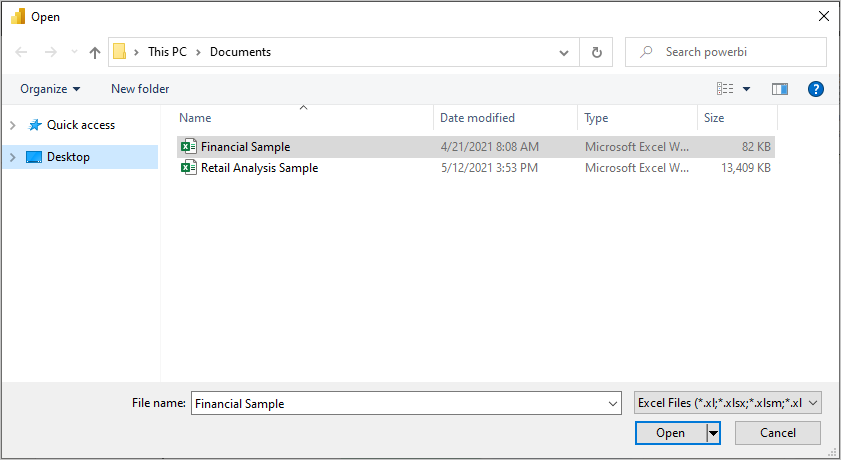 Open
This PC > Documents
Search powerbi
Organize New folder
?
Name Date modified Type Size
Quick access
Desktop
Financial Sample 4/21/2021 8:08 AM Microsoft Excel W... 82 KB
Retail Analysis Sample 5/12/2021 3:53 PM Microsoft Excel W... 13,409 KB
File name: Financial Sample Excel Files (*.xl;*.xlsx;*.xlsm;*.xl
Open Cancel